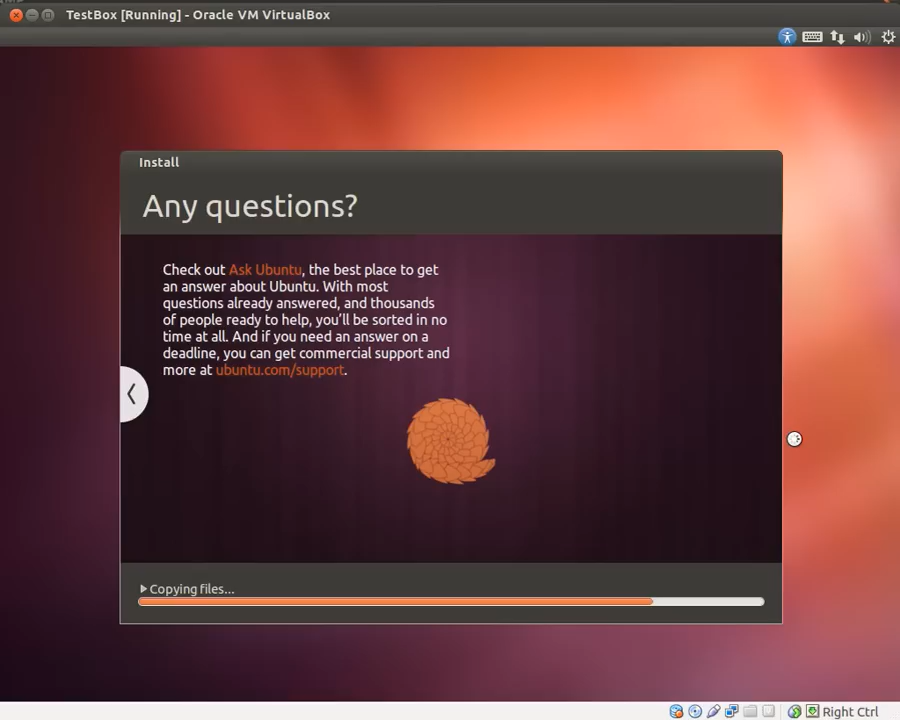 TestBox [Running] - Oracle VM VirtualBox
Install
Any questions?
Check out Ask Ubuntu, the best place to get
an answer about Ubuntu. With most
questions already answered, and thousands
of people ready to help, you’ll be sorted in no
time at all. And if you need an answer on a
deadline, you can get commercial support and
more at ubuntu.com/support.
Copying files...
Right Ctrl